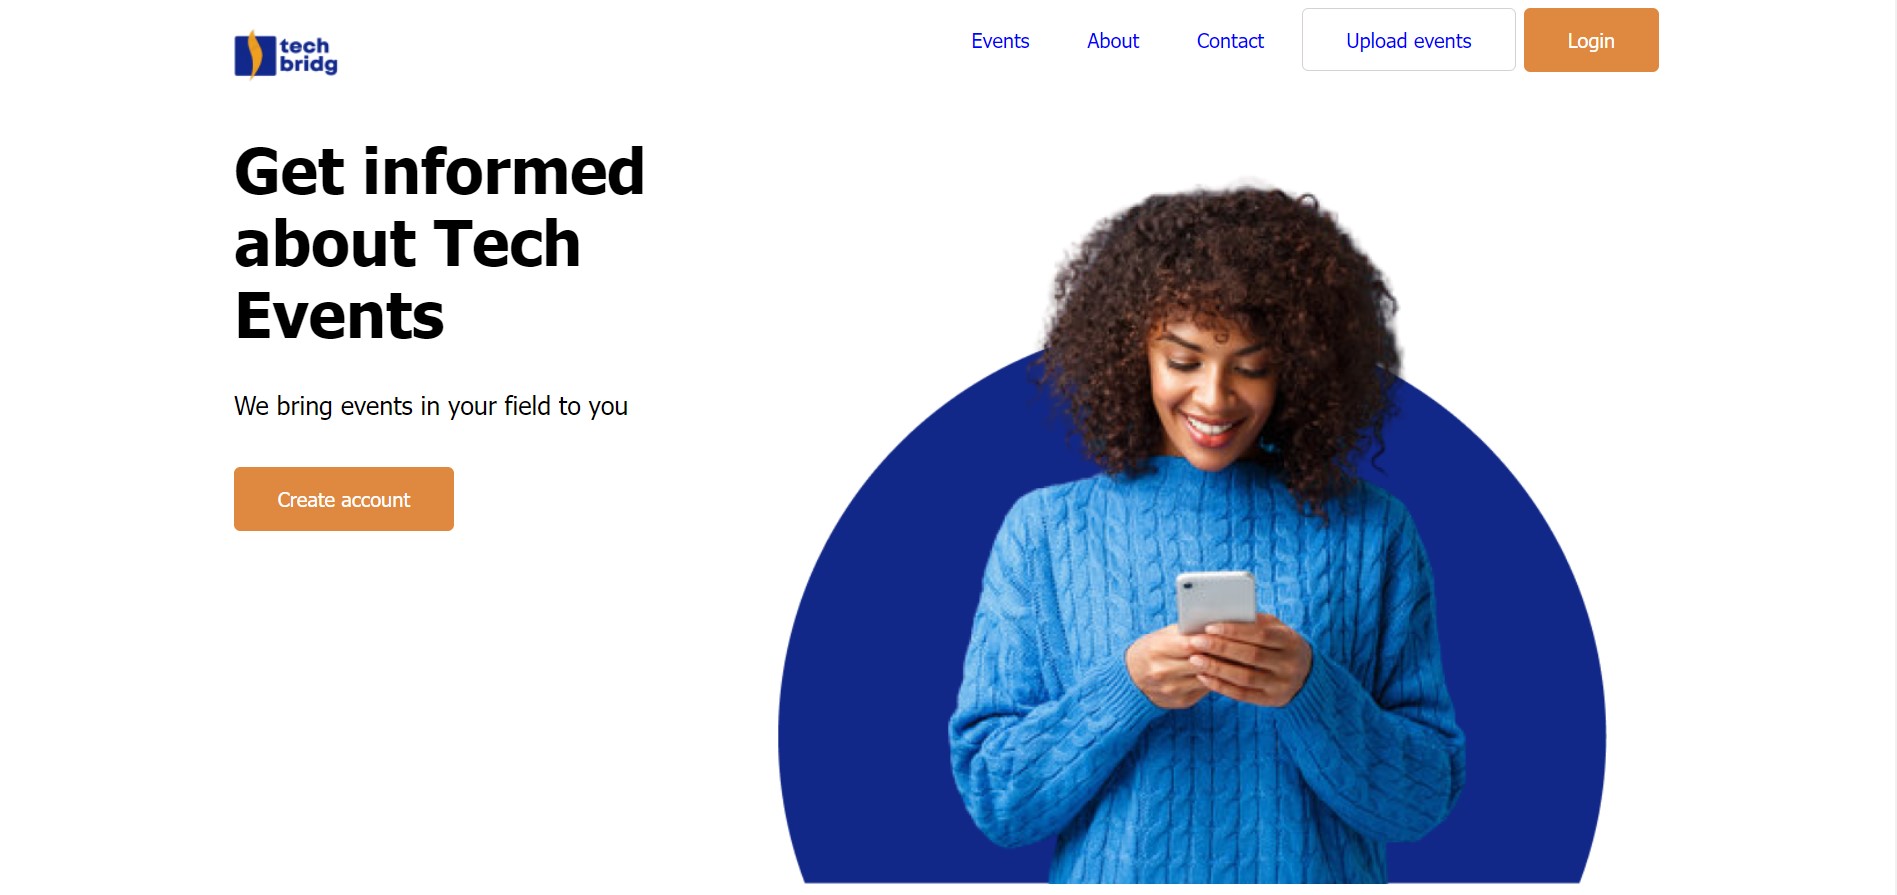 tech
bridg
Events
About
Contact
Upload events
Login
Get informed
about Tech
Events
We bring events in your field to you
Create account